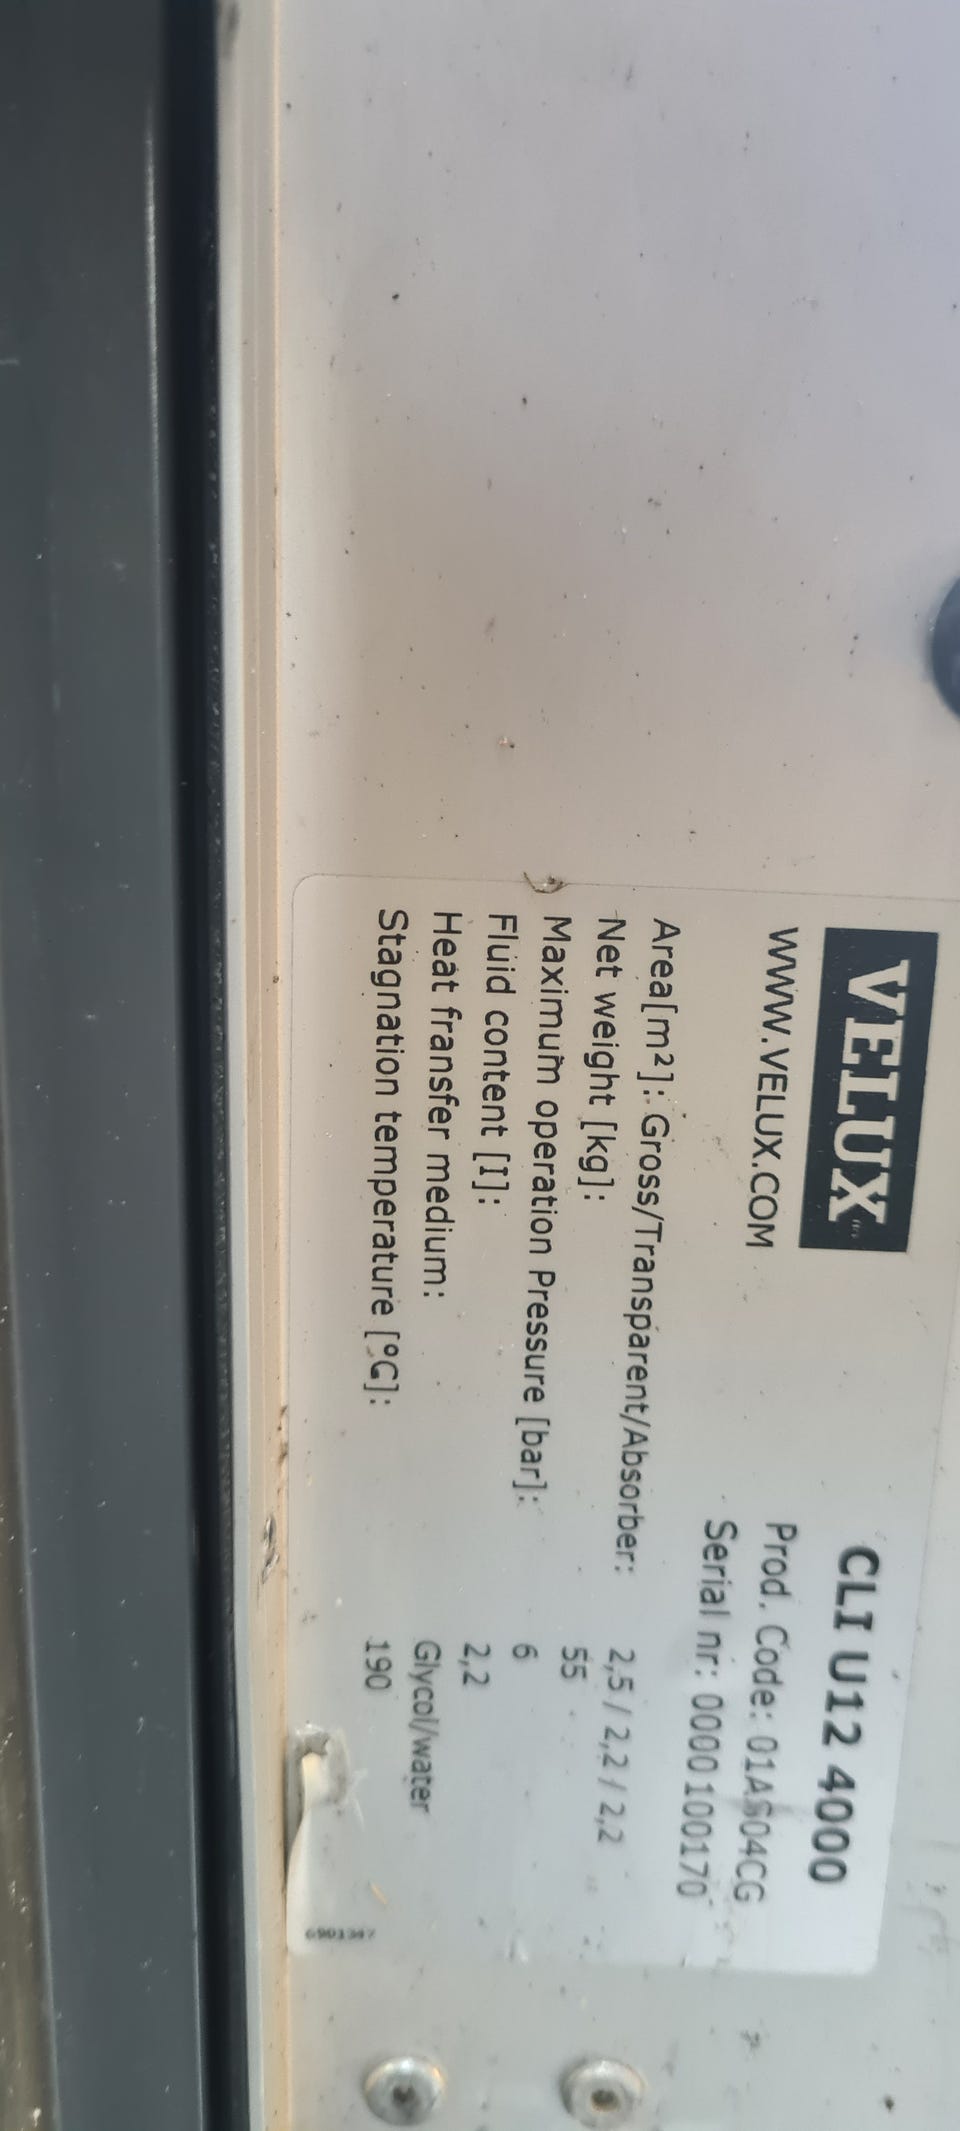 VELUX
WWW.VELUX.COM
CLI U12 4000
Prod. Code: 01AS04CG
Serial nr: 0000100170
Area[m²]: Gross/Transparent/Absorber: 2,5 / 2,2 / 2,2
Net weight [kg]: 55
Maximum operation Pressure [bar]: 6
Fluid content [I]: 2,2
Heat fransfer medium: Glycol/water
Stagnation temperature [°C]: 190